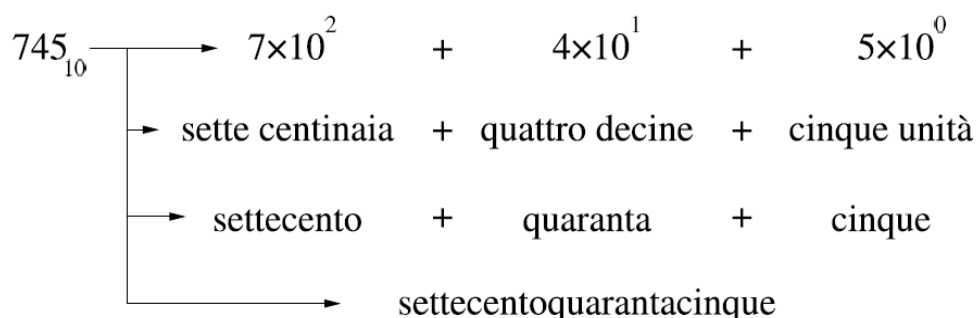 745₁₀ 7×10² + 4×10¹ + 5×10⁰
sette centinaia + quattro decine + cinque unità
settecento + quaranta + cinque
settecentoquarantacinque